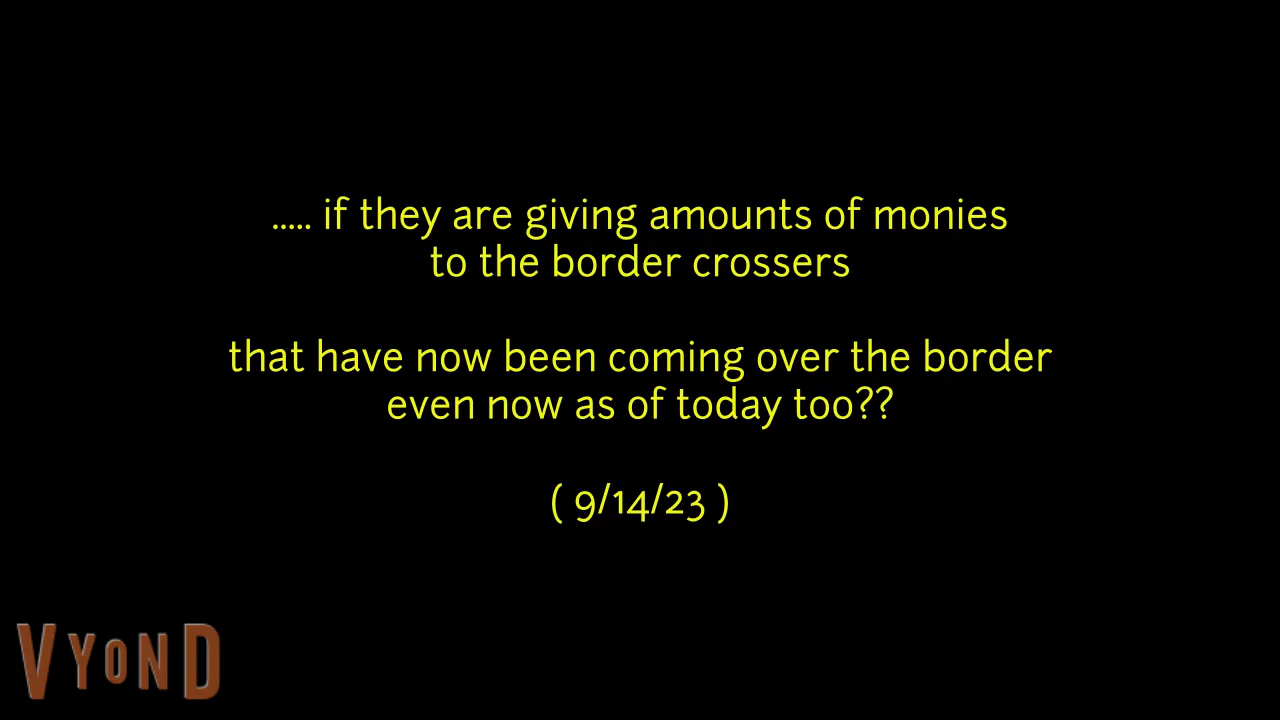 ..... if they are giving amounts of monies
to the border crossers
that have now been coming over the border
even now as of today too??
( 9/14/23 )
VYOND